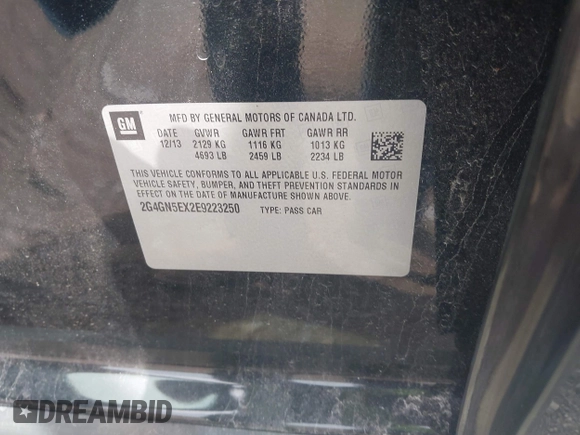 GM
MFD BY GENERAL MOTORS OF CANADA LTD.
DATE GVWR GAWR FRT GAWR RR
12/13 2129 KG 1116 KG 1013 KG
4693 LB 2459 LB 2234 LB
THIS VEHICLE CONFORMS TO ALL APPLICABLE U.S. FEDERAL MOTOR
VEHICLE SAFETY, BUMPER, AND THEFT PREVENTION STANDARDS IN
EFFECT ON THE DATE OF MANUFACTURE SHOWN ABOVE.
2G4GN5EX2E9223250 TYPE: PASS CAR
DREAMBID